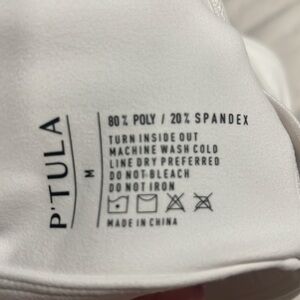 P'TULA
M
80% POLY / 20% SPANDEX
TURN INSIDE OUT
MACHINE WASH COLD
LINE DRY PREFERRED
DO NOT BLEACH
DO NOT IRON
MADE IN CHINA